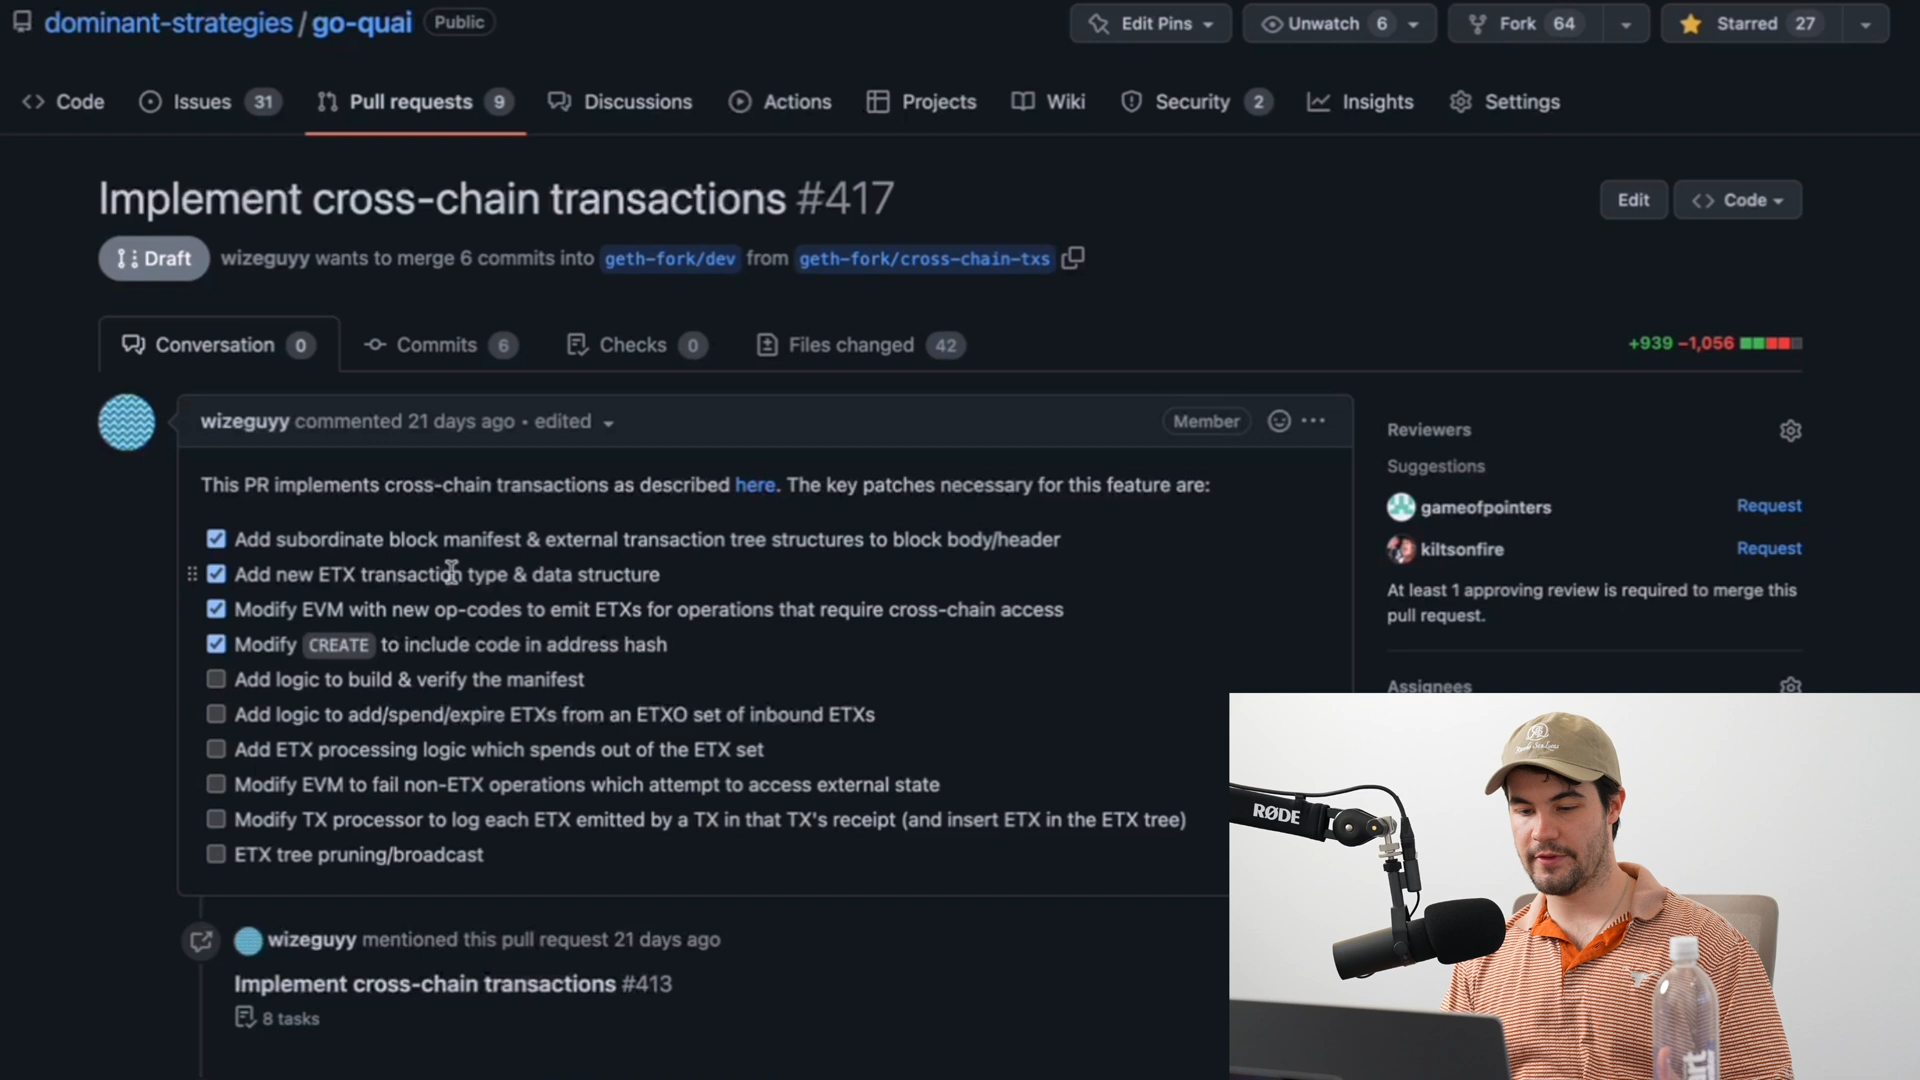 dominant-strategies / go-quai Public
Edit Pins Unwatch 6 Fork 64 Starred 27
Code Issues 31 Pull requests 9 Discussions Actions Projects Wiki Security 2 Insights Settings
Implement cross-chain transactions #417
Edit Code
Draft wizeguyy wants to merge 6 commits into geth-fork/dev from geth-fork/cross-chain-txs
Conversation 0 Commits 6 Checks 0 Files changed 42
+939 −1,056
wizeguyy commented 21 days ago • edited Member
This PR implements cross-chain transactions as described here. The key patches necessary for this feature are:
Add subordinate block manifest & external transaction tree structures to block body/header
Add new ETX transaction type & data structure
Modify EVM with new op-codes to emit ETXs for operations that require cross-chain access
Modify CREATE to include code in address hash
Add logic to build & verify the manifest
Add logic to add/spend/expire ETXs from an ETXO set of inbound ETXs
Add ETX processing logic which spends out of the ETX set
Modify EVM to fail non-ETX operations which attempt to access external state
Modify TX processor to log each ETX emitted by a TX in that TX's receipt (and insert ETX in the ETX tree)
ETX tree pruning/broadcast
wizeguyy mentioned this pull request 21 days ago
Implement cross-chain transactions #413
8 tasks
Reviewers
Suggestions
gameofpointers Request
kiltsonfire Request
At least 1 approving review is required to merge this
pull request.
Assignees
RØDE